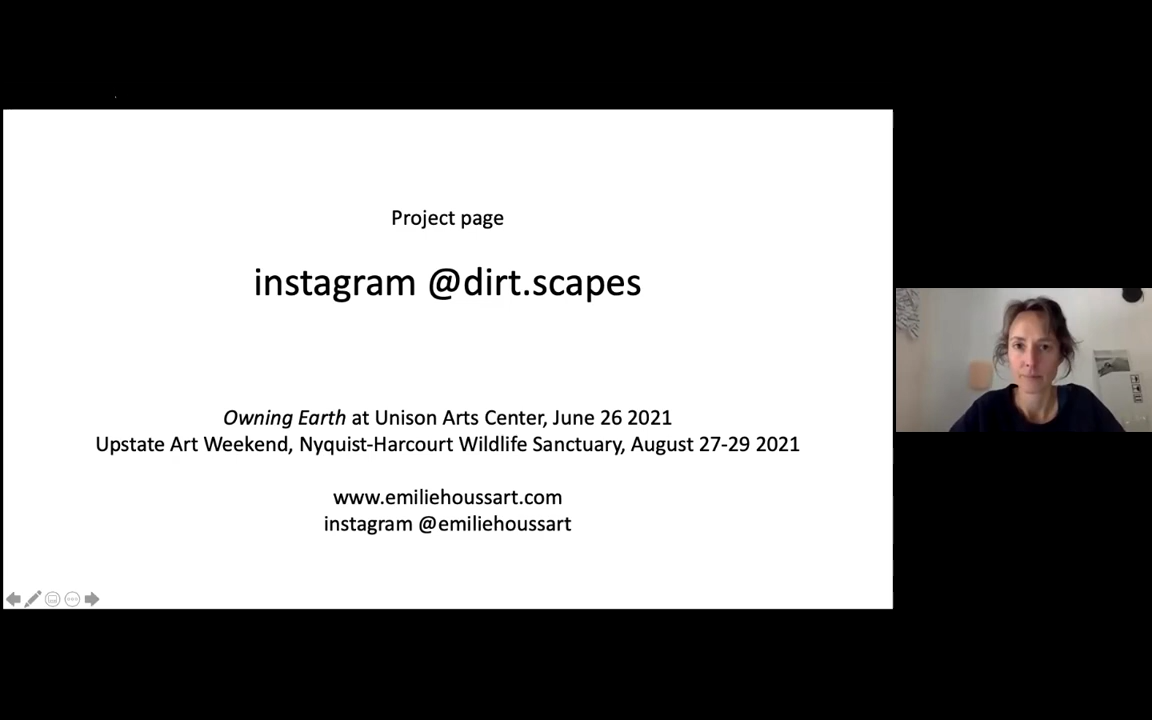 Project page
instagram @dirt.scapes
Owning Earth at Unison Arts Center, June 26 2021
Upstate Art Weekend, Nyquist-Harcourt Wildlife Sanctuary, August 27-29 2021
www.emiliehoussart.com
instagram @emiliehoussart